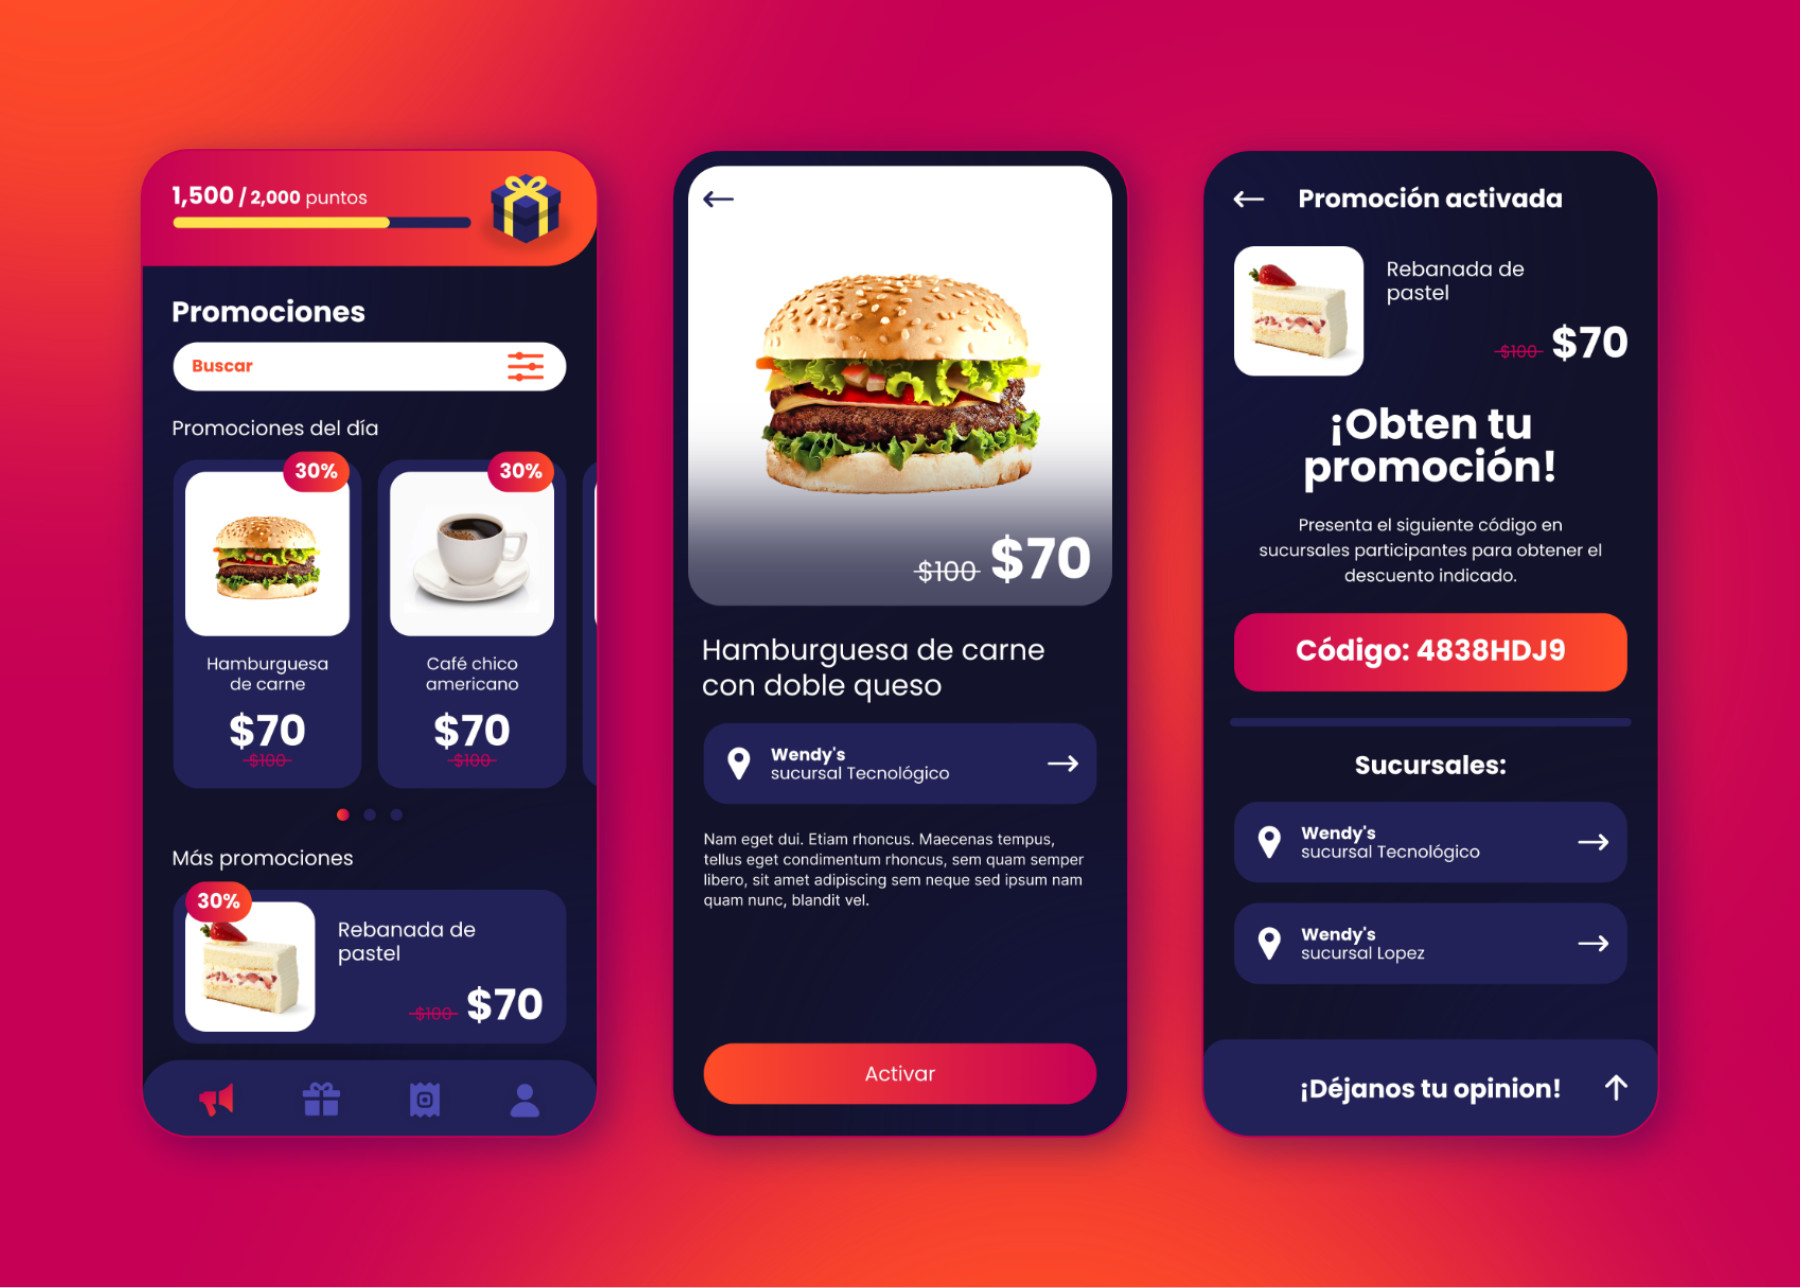 1,500 / 2,000 puntos
Promociones
Buscar
Promociones del día
30%
30%
Hamburguesa
de carne
$70
$100
Café chico
americano
$70
$100
Más promociones
30%
Rebanada de
pastel
$100 $70
$100 $70
Hamburguesa de carne
con doble queso
Wendy's
sucursal Tecnológico
Nam eget dui. Etiam rhoncus. Maecenas tempus,
tellus eget condimentum rhoncus, sem quam semper
libero, sit amet adipiscing sem neque sed ipsum nam
quam nunc, blandit vel.
Activar
Promoción activada
Rebanada de
pastel
$100 $70
¡Obten tu
promoción!
Presenta el siguiente código en
sucursales participantes para obtener el
descuento indicado.
Código: 4838HDJ9
Sucursales:
Wendy's
sucursal Tecnológico
Wendy's
sucursal Lopez
¡Déjanos tu opinion!